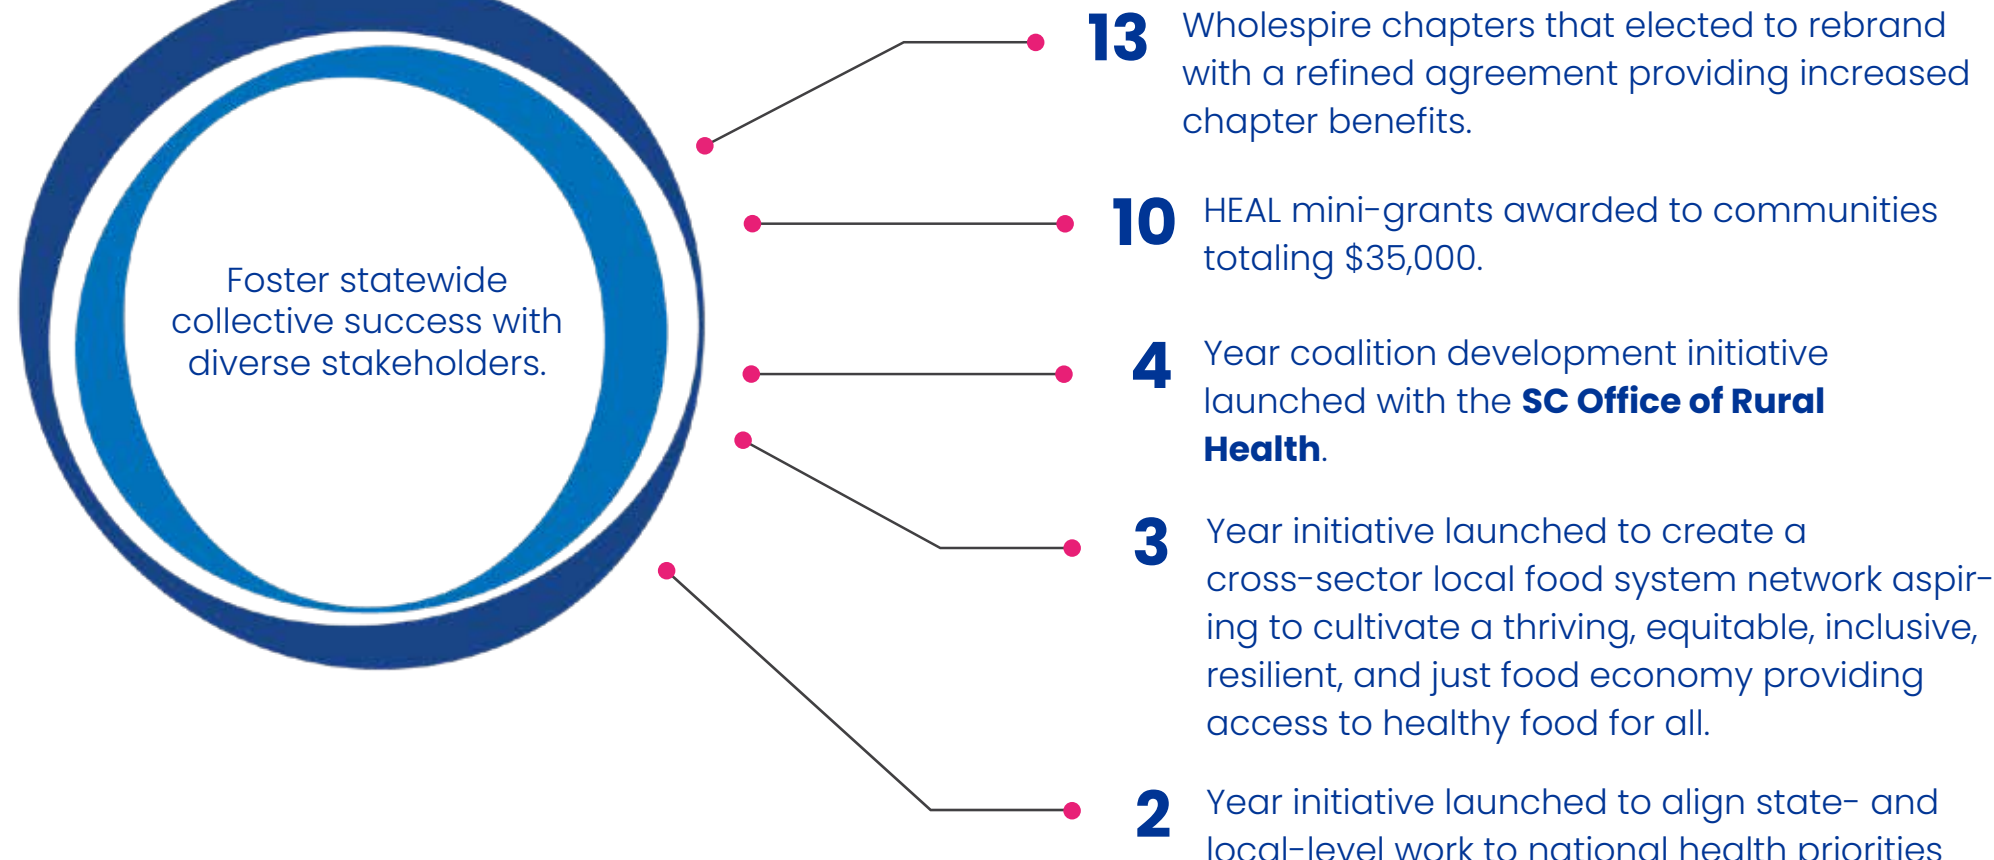 Foster statewide
collective success with
diverse stakeholders.
13 Wholespire chapters that elected to rebrand
with a refined agreement providing increased
chapter benefits.
10 HEAL mini-grants awarded to communities
totaling $35,000.
4 Year coalition development initiative
launched with the SC Office of Rural
Health.
3 Year initiative launched to create a
cross-sector local food system network aspir-
ing to cultivate a thriving, equitable, inclusive,
resilient, and just food economy providing
access to healthy food for all.
2 Year initiative launched to align state- and
local-level work to national health priorities